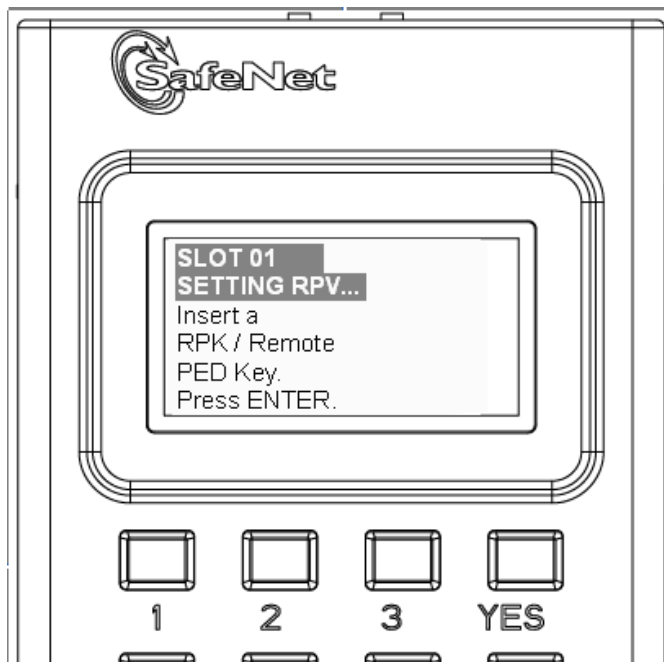 SafeNet
SLOT 01
SETTING RPV...
Insert a
RPK / Remote
PED Key.
Press ENTER.
1 2 3 YES